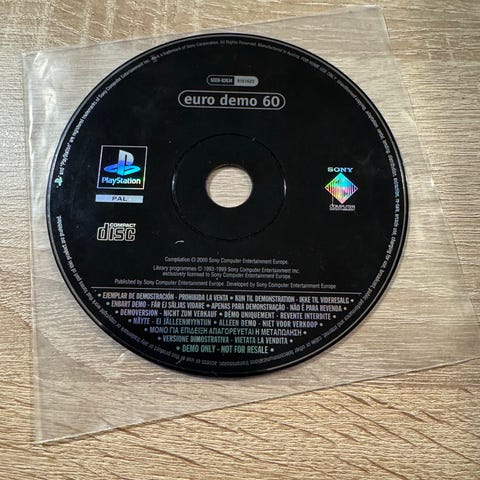 SCED-02634 9151623
euro demo 60
PlayStation
PAL
SONY
COMPUTER
ENTERTAINMENT
COMPACT
disc
Compilation © 2000 Sony Computer Entertainment Europe.
Library programmes © 1993-1999 Sony Computer Entertainment Inc.
exclusively licensed to Sony Computer Entertainment Europe.
Published by Sony Computer Entertainment Europe. Developed by Sony Computer Entertainment Europe
EJEMPLAR DE DEMOSTRACIÓN - PROHIBIDA LA VENTA • KUN TIL DEMONSTRATION - IKKE TIL VIDERESALG
ENBART DEMO - FÅR EJ SÄLJAS VIDARE • APENAS PARA DEMONSTRAÇÃO - NÃO É PARA REVENDA
DEMOVERSION - NICHT ZUM VERKAUF • DEMO UNIQUEMENT - REVENTE INTERDITE
NÄYTE - EI JÄLLEENMYYNTIIN • ALLEEN DEMO - NIET VOOR VERKOOP
ΜΟΝΟ ΓΙΑ ΕΠΙΔΕΙΞΗ ΑΠΑΓΟΡΕΥΕΤΑΙ Η ΜΕΤΑΠΩΛΗΣΗ
VERSIONE DIMOSTRATIVA - VIETATA LA VENDITA
DEMO ONLY - NOT FOR RESALE